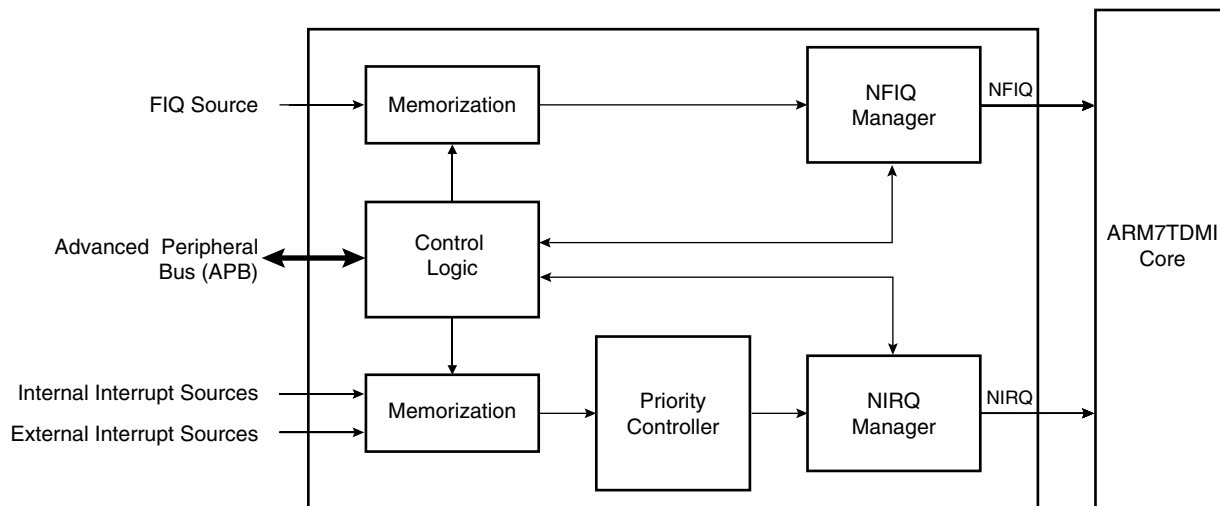 FIQ Source
Memorization
NFIQ
Manager
NFIQ
Advanced Peripheral
Bus (APB)
Control
Logic
ARM7TDMI
Core
Internal Interrupt Sources
External Interrupt Sources
Memorization
Priority
Controller
NIRQ
Manager
NIRQ